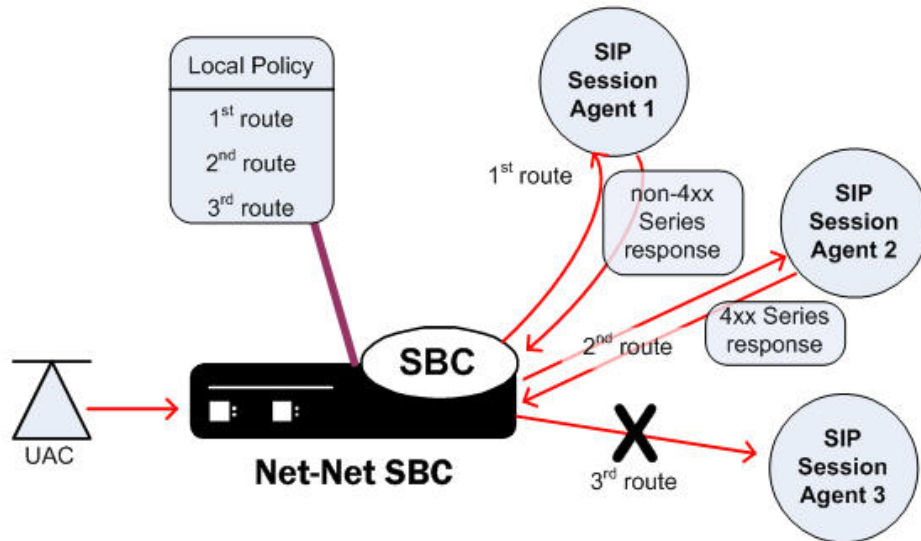 Local Policy
1st route
2nd route
3rd route
SIP
Session
Agent 1
1st route
non-4xx
Series
response
SIP
Session
Agent 2
4xx Series
response
2nd route
SBC
UAC
Net-Net SBC
3rd route
SIP
Session
Agent 3